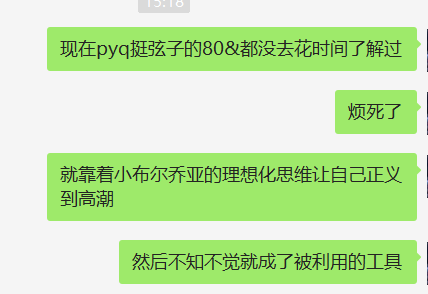 15:18
现在pyq挺弦子的80&都没去花时间了解过
烦死了
就靠着小布尔乔亚的理想化思维让自己正义
到高潮
然后不知不觉就成了被利用的工具